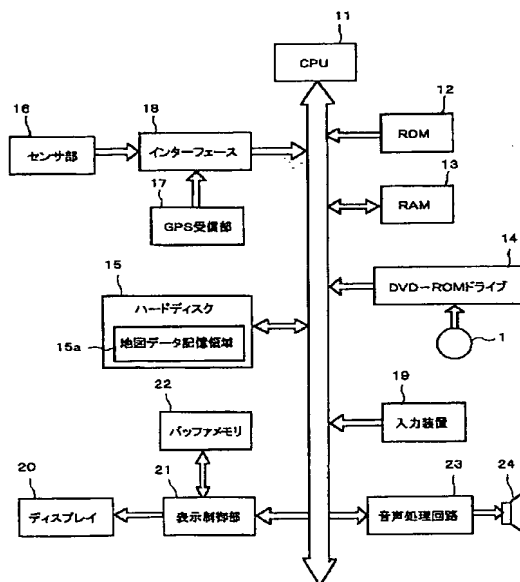 11
CPU
16
センサ部
18
インターフェース
12
ROM
17
GPS受信部
13
RAM
14
DVD－ROMドライブ
1
15
ハードディスク
15a
地図データ記憶領域
22
バッファメモリ
19
入力装置
20
ディスプレイ
21
表示制御部
23
音声処理回路
24